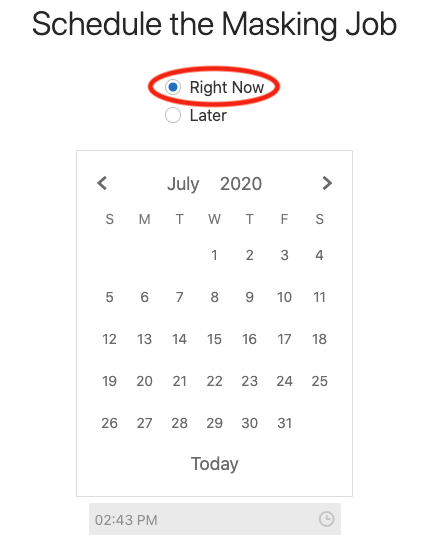 Schedule the Masking Job
Right Now
Later
July 2020
S M T W T F S
1 2 3 4
5 6 7 8 9 10 11
12 13 14 15 16 17 18
19 20 21 22 23 24 25
26 27 28 29 30 31
Today
02:43 PM